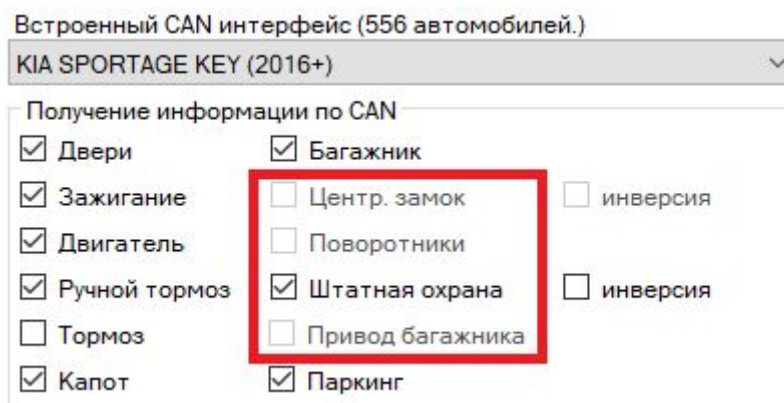 Встроенный CAN интерфейс (556 автомобилей.)
KIA SPORTAGE KEY (2016+)
Получение информации по CAN
Двери Багажник
Зажигание Центр. замок инверсия
Двигатель Поворотники
Ручной тормоз Штатная охрана инверсия
Тормоз Привод багажника
Капот Паркинг